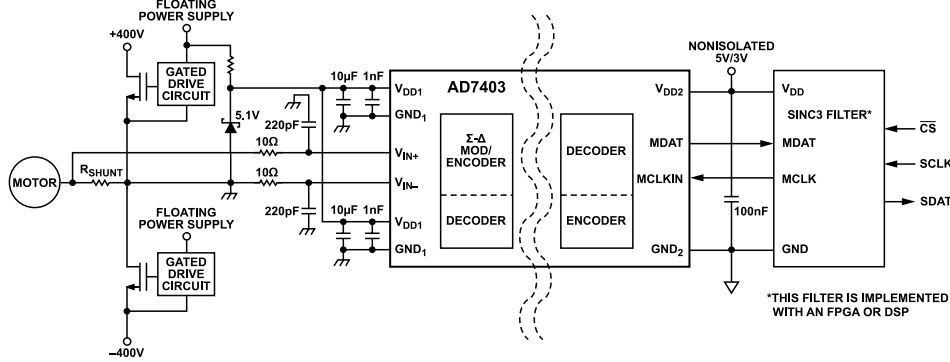 FLOATING
POWER SUPPLY
+400V
GATED
DRIVE
CIRCUIT
5.1V
10µF 1nF
220pF
10Ω
10Ω
220pF
10µF 1nF
MOTOR
RSHUNT
FLOATING
POWER SUPPLY
GATED
DRIVE
CIRCUIT
–400V
AD7403
VDD1
GND1
VIN+
VIN–
VDD1
GND1
Σ-Δ
MOD/
ENCODER
DECODER
DECODER
ENCODER
VDD2
MDAT
MCLKIN
GND2
NONISOLATED
5V/3V
100nF
VDD
SINC3 FILTER*
MDAT
MCLK
GND
CS
SCLK
SDAT
*THIS FILTER IS IMPLEMENTED
WITH AN FPGA OR DSP